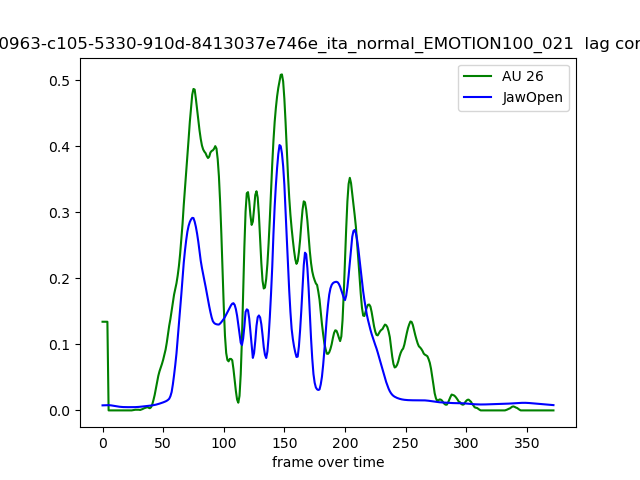 0963-c105-5330-910d-8413037e746e_ita_normal_EMOTION100_021 lag cor
AU 26
JawOpen
0.5
0.4
0.3
0.2
0.1
0.0
0 50 100 150 200 250 300 350
frame over time